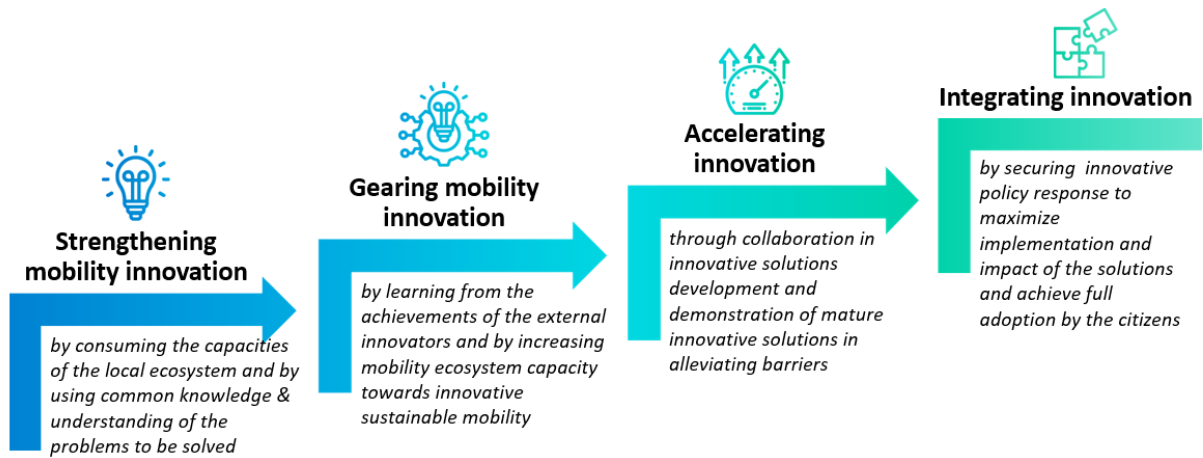 Strengthening
mobility innovation
by consuming the capacities
of the local ecosystem and by
using common knowledge &
understanding of the
problems to be solved
Gearing mobility
innovation
by learning from the
achievements of the external
innovators and by increasing
mobility ecosystem capacity
towards innovative
sustainable mobility
Accelerating
innovation
through collaboration in
innovative solutions
development and
demonstration of mature
innovative solutions in
alleviating barriers
Integrating innovation
by securing  innovative
policy response to
maximize
implementation and
impact of the solutions
and achieve full
adoption by the citizens